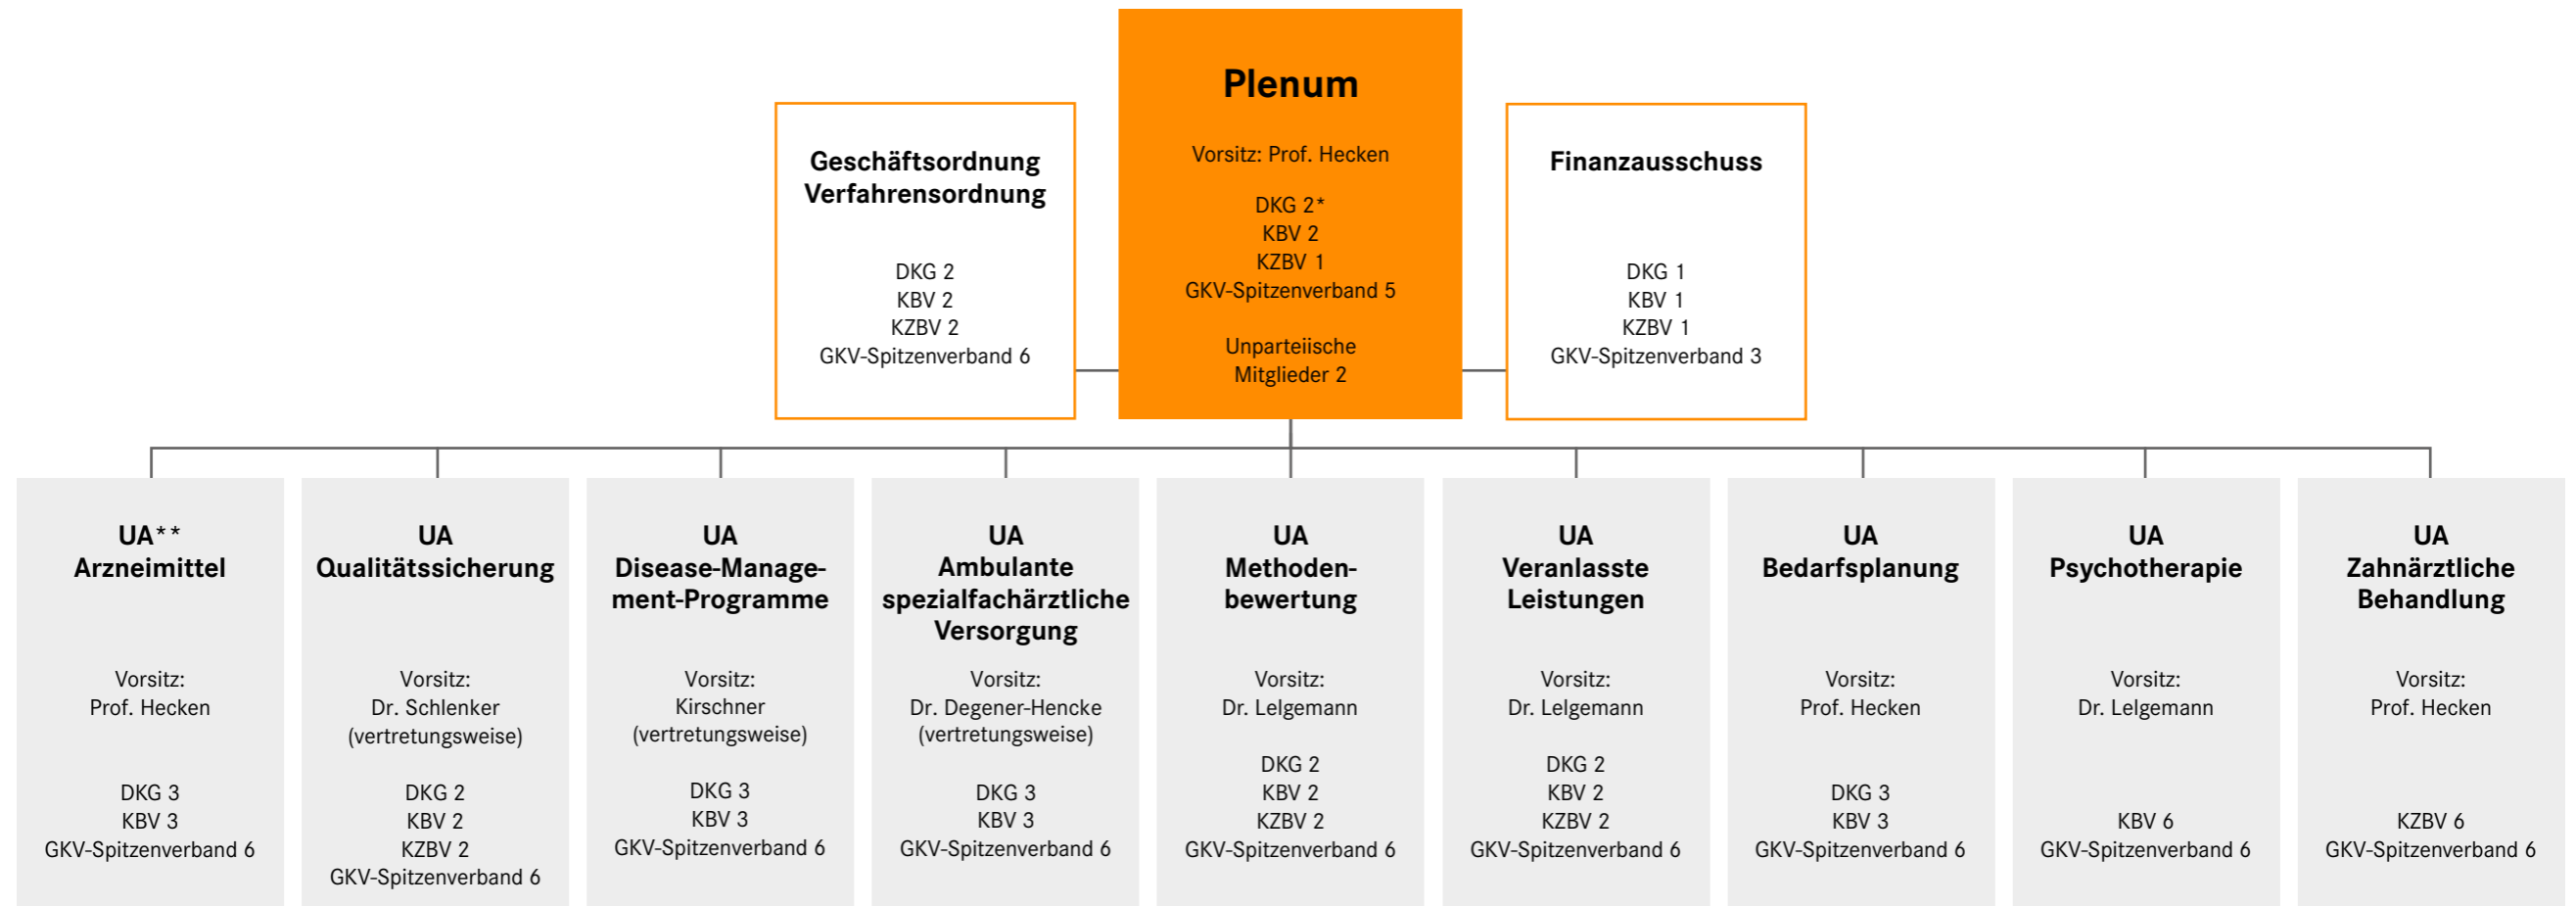 Plenum
Vorsitz: Prof. Hecken
DKG 2*
KBV 2
KZBV 1
GKV-Spitzenverband 5
Unparteiische
Mitglieder 2
Geschäftsordnung
Verfahrensordnung
DKG 2
KBV 2
KZBV 2
GKV-Spitzenverband 6
Finanzausschuss
DKG 1
KBV 1
KZBV 1
GKV-Spitzenverband 3
UA**
Arzneimittel
Vorsitz:
Prof. Hecken
DKG 3
KBV 3
GKV-Spitzenverband 6
UA
Qualitätssicherung
Vorsitz:
Dr. Schlenker
(vertretungsweise)
DKG 2
KBV 2
KZBV 2
GKV-Spitzenverband 6
UA
Disease-Manage-
ment-Programme
Vorsitz:
Kirschner
(vertretungsweise)
DKG 3
KBV 3
GKV-Spitzenverband 6
UA
Ambulante
spezialfachärztliche
Versorgung
Vorsitz:
Dr. Degener-Hencke
(vertretungsweise)
DKG 3
KBV 3
GKV-Spitzenverband 6
UA
Methoden-
bewertung
Vorsitz:
Dr. Lelgemann
DKG 2
KBV 2
KZBV 2
GKV-Spitzenverband 6
UA
Veranlasste
Leistungen
Vorsitz:
Dr. Lelgemann
DKG 2
KBV 2
KZBV 2
GKV-Spitzenverband 6
UA
Bedarfsplanung
Vorsitz:
Prof. Hecken
DKG 3
KBV 3
GKV-Spitzenverband 6
UA
Psychotherapie
Vorsitz:
Dr. Lelgemann
KBV 6
GKV-Spitzenverband 6
UA
Zahnärztliche
Behandlung
Vorsitz:
Prof. Hecken
KZBV 6
GKV-Spitzenverband 6